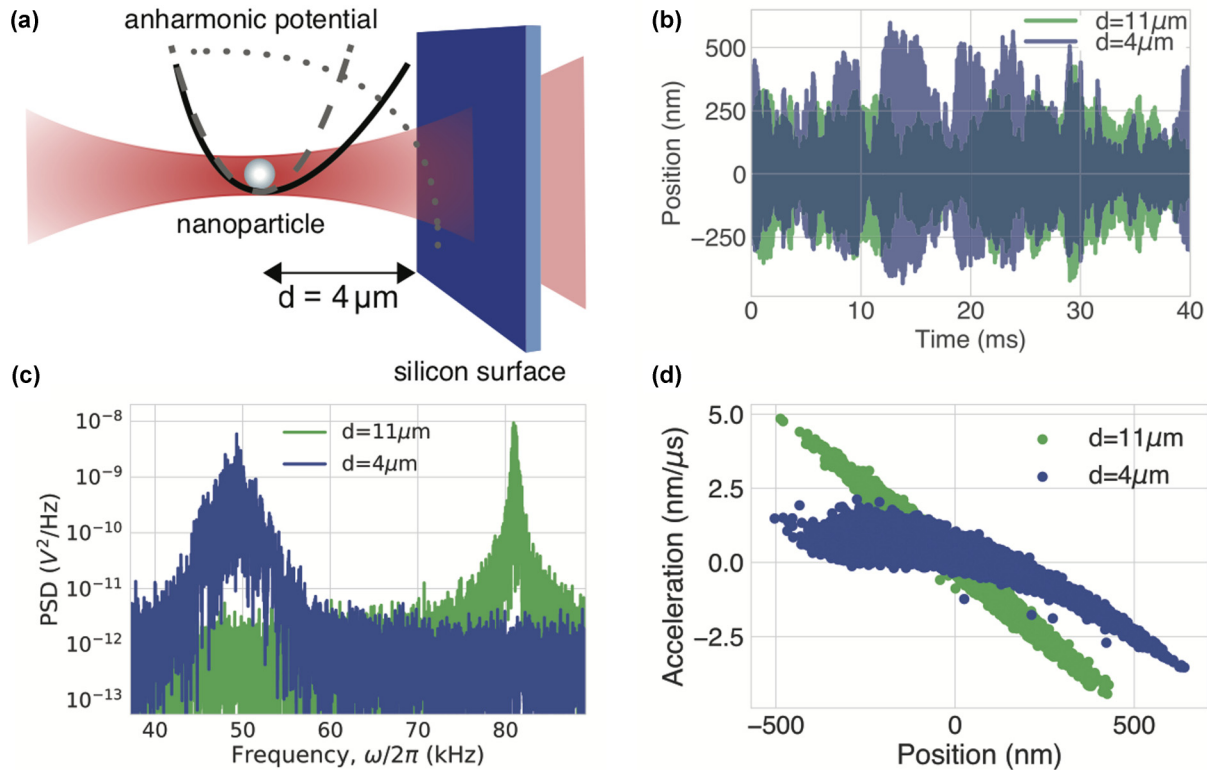 (a)
anharmonic potential
nanoparticle
d = 4 μm
silicon surface
(b)
d=11μm
d=4μm
Position (nm)
500
250
0
−250
0
10
20
30
40
Time (ms)
(c)
PSD (V²/Hz)
10⁻⁸
10⁻⁹
10⁻¹⁰
10⁻¹¹
10⁻¹²
10⁻¹³
d=11μm
d=4μm
40
50
60
70
80
Frequency, ω/2π (kHz)
(d)
Acceleration (nm/μs)
5.0
2.5
0.0
−2.5
d=11μm
d=4μm
−500
0
500
Position (nm)